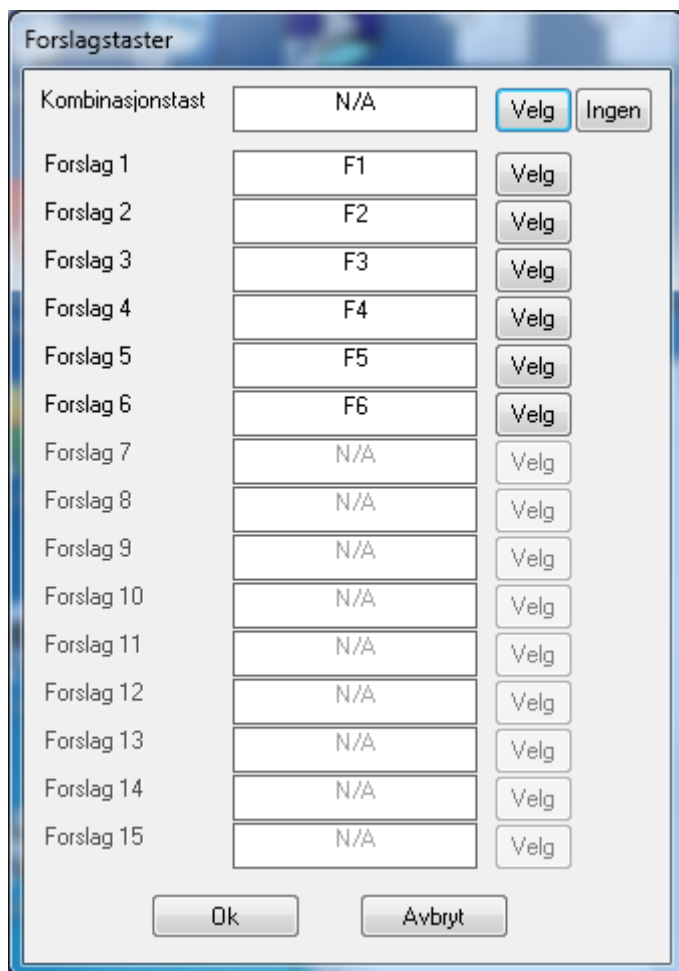 Forslagstaster
Kombinasjonstast N/A Velg Ingen
Forslag 1 F1 Velg
Forslag 2 F2 Velg
Forslag 3 F3 Velg
Forslag 4 F4 Velg
Forslag 5 F5 Velg
Forslag 6 F6 Velg
Forslag 7 N/A Velg
Forslag 8 N/A Velg
Forslag 9 N/A Velg
Forslag 10 N/A Velg
Forslag 11 N/A Velg
Forslag 12 N/A Velg
Forslag 13 N/A Velg
Forslag 14 N/A Velg
Forslag 15 N/A Velg
Ok Avbryt